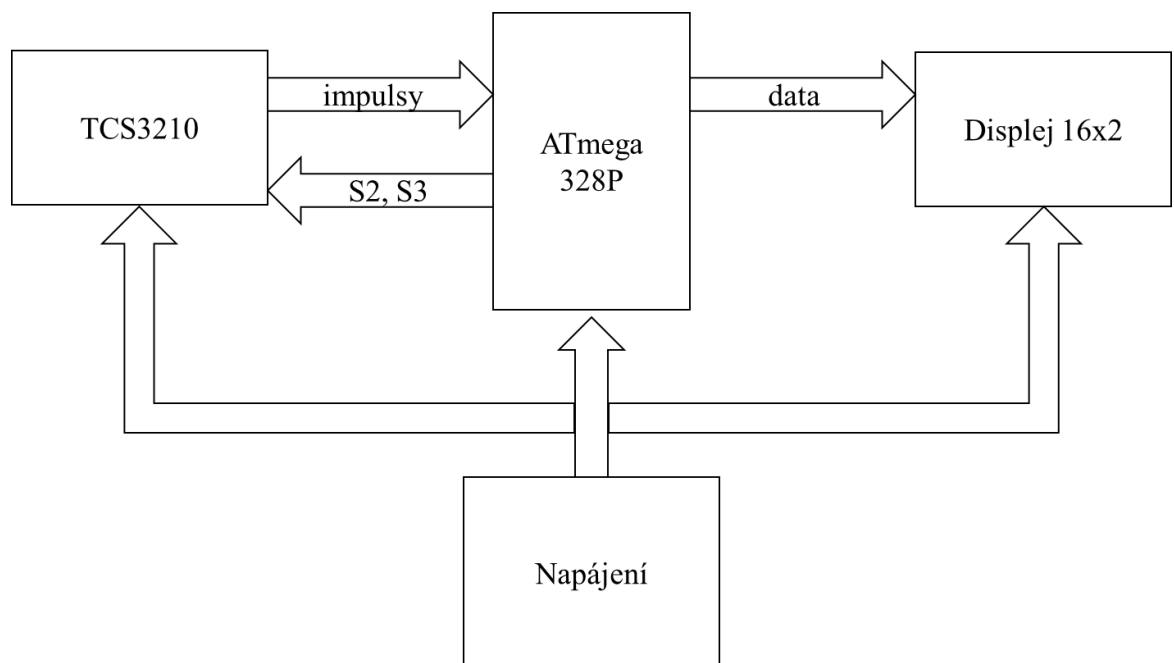 TCS3210
impulsy
S2, S3
ATmega
328P
data
Displej 16x2
Napájení